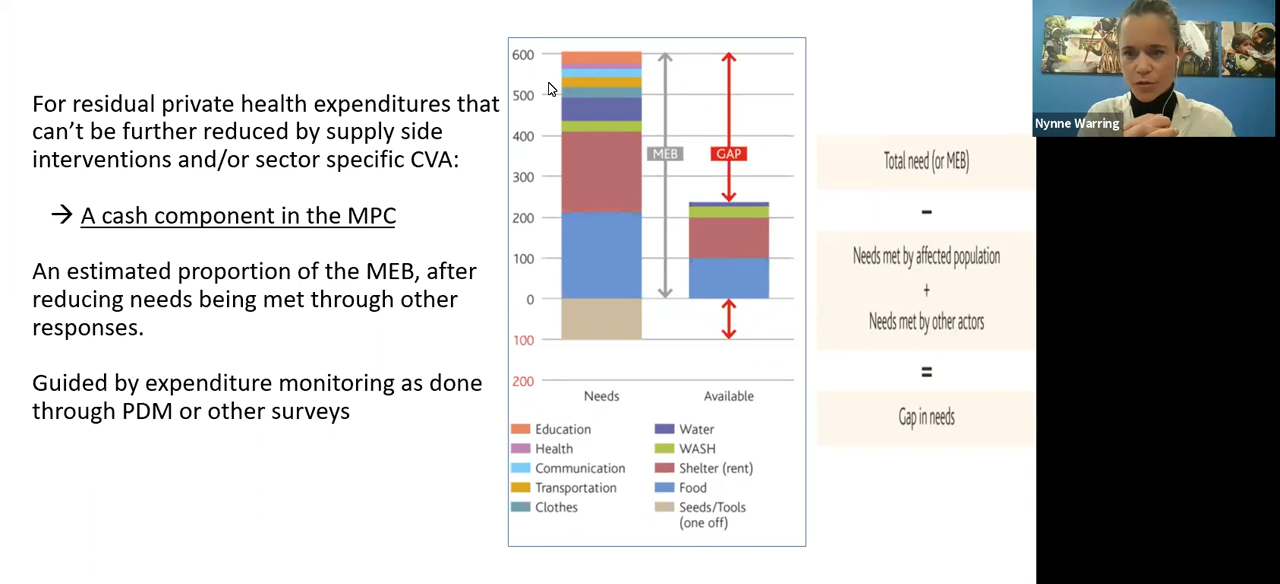 For residual private health expenditures that
can't be further reduced by supply side
interventions and/or sector specific CVA:
→ A cash component in the MPC
An estimated proportion of the MEB, after
reducing needs being met through other
responses.
Guided by expenditure monitoring as done
through PDM or other surveys
600
500
400
300
200
100
0
100
200
MEB
GAP
Needs
Available
Education
Health
Communication
Transportation
Clothes
Water
WASH
Shelter (rent)
Food
Seeds/Tools
(one off)
Total need (or MEB)
–
Needs met by affected population
+
Needs met by other actors
=
Gap in needs
Nynne Warring